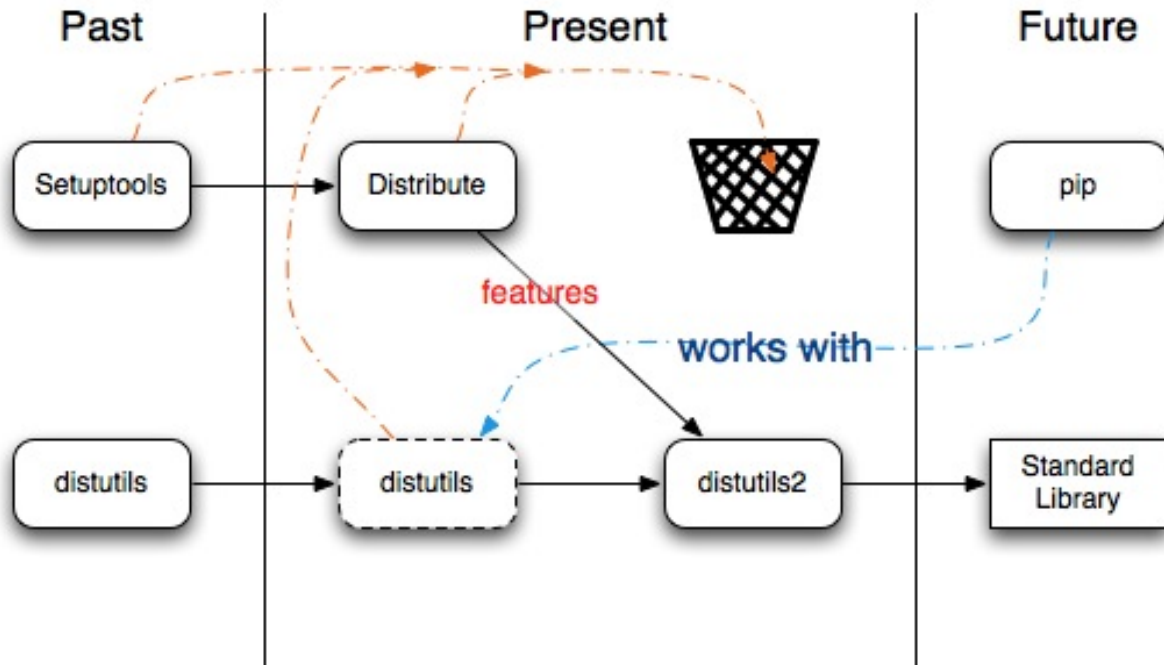 Past
Present
Future
Setuptools
Distribute
pip
features
works with
distutils
distutils
distutils2
Standard
Library